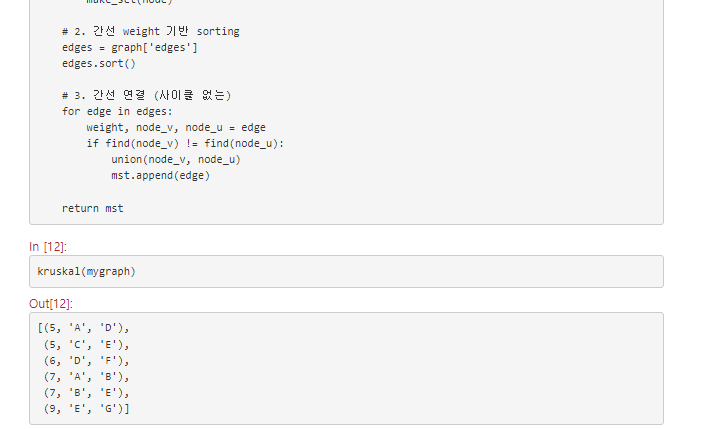 make_set(node)
# 2. 간선 weight 기반 sorting
edges = graph['edges']
edges.sort()
# 3. 간선 연결 (사이클 없는)
for edge in edges:
weight, node_v, node_u = edge
if find(node_v) != find(node_u):
union(node_v, node_u)
mst.append(edge)
return mst
In [12]:
kruskal(mygraph)
Out[12]:
[(5, 'A', 'D'),
(5, 'C', 'E'),
(6, 'D', 'F'),
(7, 'A', 'B'),
(7, 'B', 'E'),
(9, 'E', 'G')]